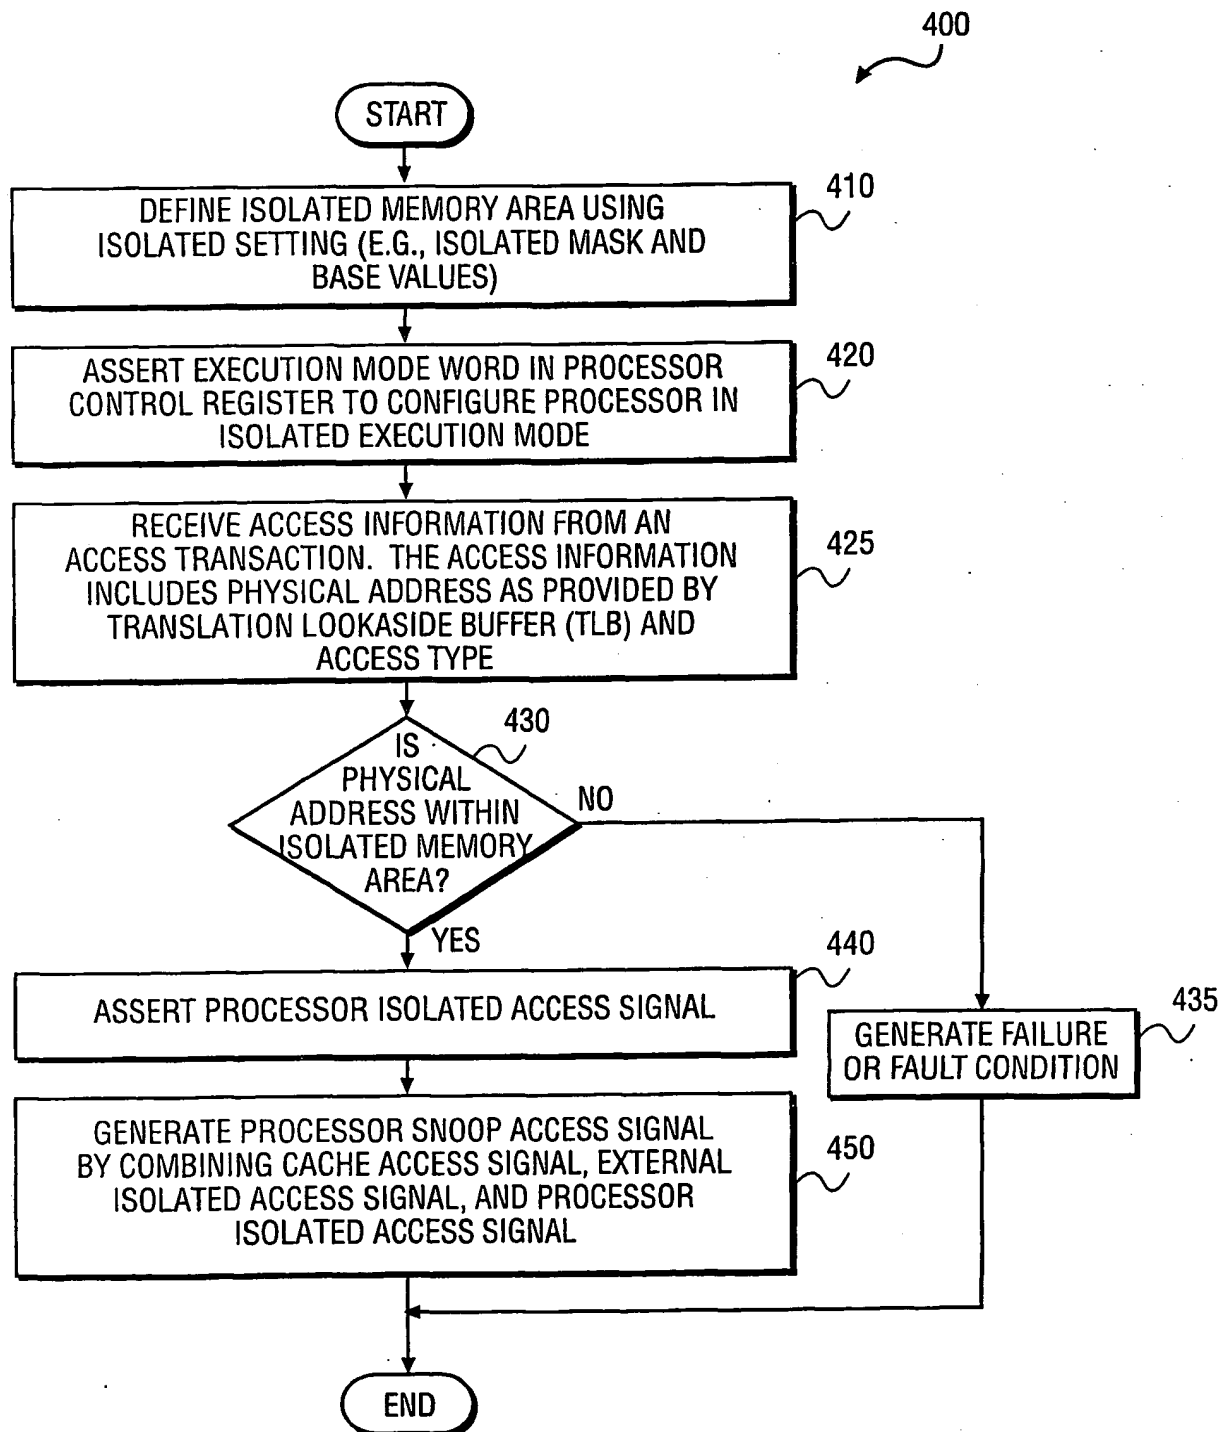 400
START
410
DEFINE ISOLATED MEMORY AREA USING
ISOLATED SETTING (E.G., ISOLATED MASK AND
BASE VALUES)
420
ASSERT EXECUTION MODE WORD IN PROCESSOR
CONTROL REGISTER TO CONFIGURE PROCESSOR IN
ISOLATED EXECUTION MODE
425
RECEIVE ACCESS INFORMATION FROM AN
ACCESS TRANSACTION. THE ACCESS INFORMATION
INCLUDES PHYSICAL ADDRESS AS PROVIDED BY
TRANSLATION LOOKASIDE BUFFER (TLB) AND
ACCESS TYPE
430
IS
PHYSICAL
ADDRESS WITHIN
ISOLATED MEMORY
AREA?
NO
YES
440
ASSERT PROCESSOR ISOLATED ACCESS SIGNAL
435
GENERATE FAILURE
OR FAULT CONDITION
450
GENERATE PROCESSOR SNOOP ACCESS SIGNAL
BY COMBINING CACHE ACCESS SIGNAL, EXTERNAL
ISOLATED ACCESS SIGNAL, AND PROCESSOR
ISOLATED ACCESS SIGNAL
END